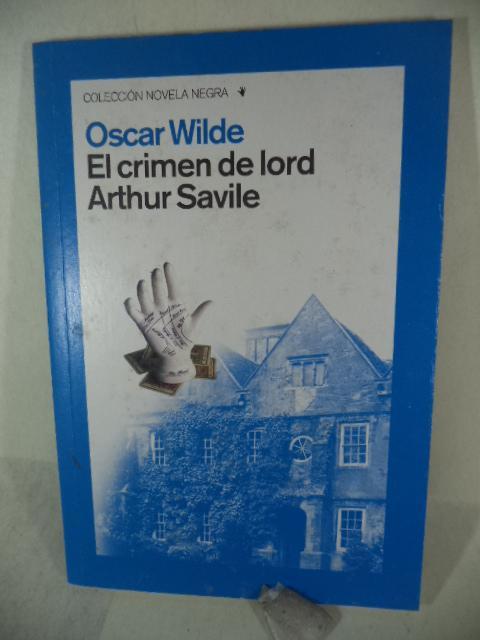 COLECCIÓN NOVELA NEGRA
Oscar Wilde
El crimen de lord
Arthur Savile